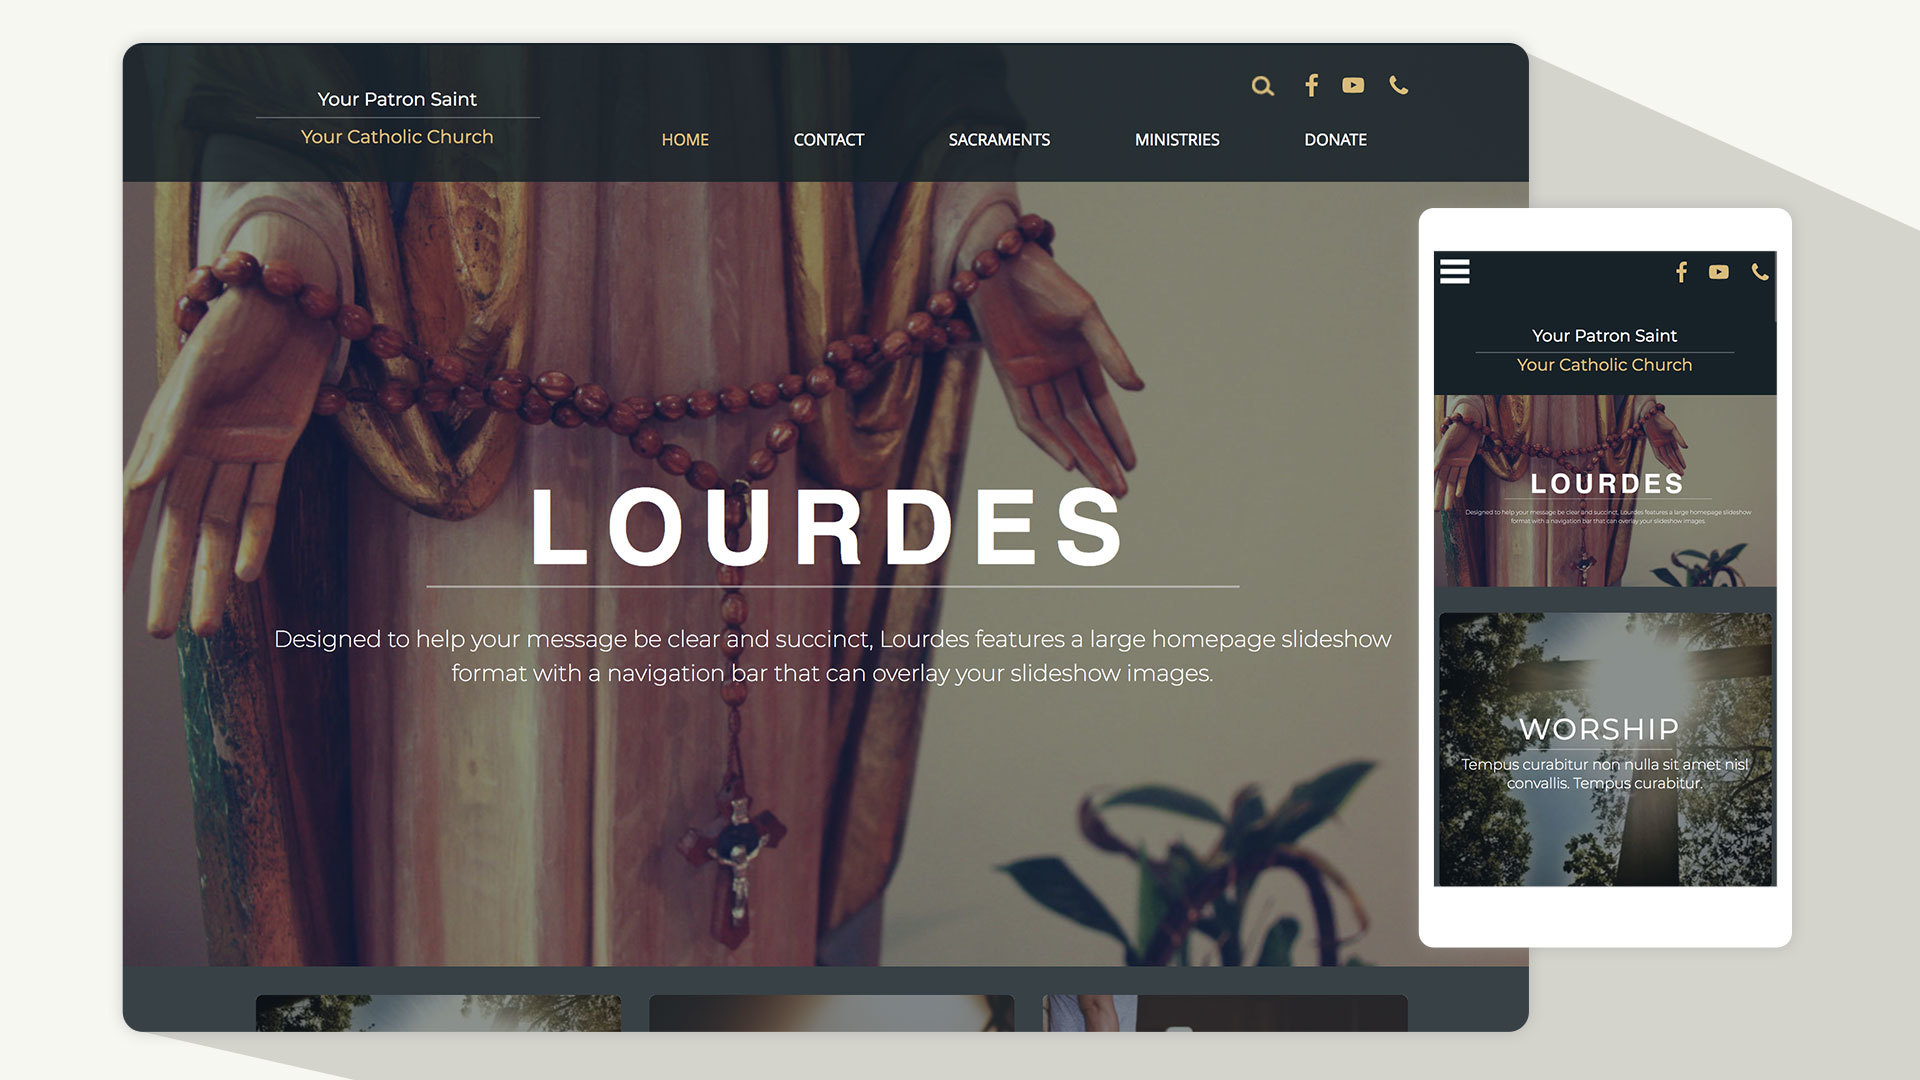 Your Patron Saint
Your Catholic Church
HOME CONTACT SACRAMENTS MINISTRIES DONATE
LOURDES
Designed to help your message be clear and succinct, Lourdes features a large homepage slideshow
format with a navigation bar that can overlay your slideshow images.
Your Patron Saint
Your Catholic Church
LOURDES
Designed to help your message be clear and succinct, Lourdes features a large homepage slideshow
format with a navigation bar that can overlay your slideshow images.
WORSHIP
Tempus curabitur non nulla sit amet nisl
convallis. Tempus curabitur.